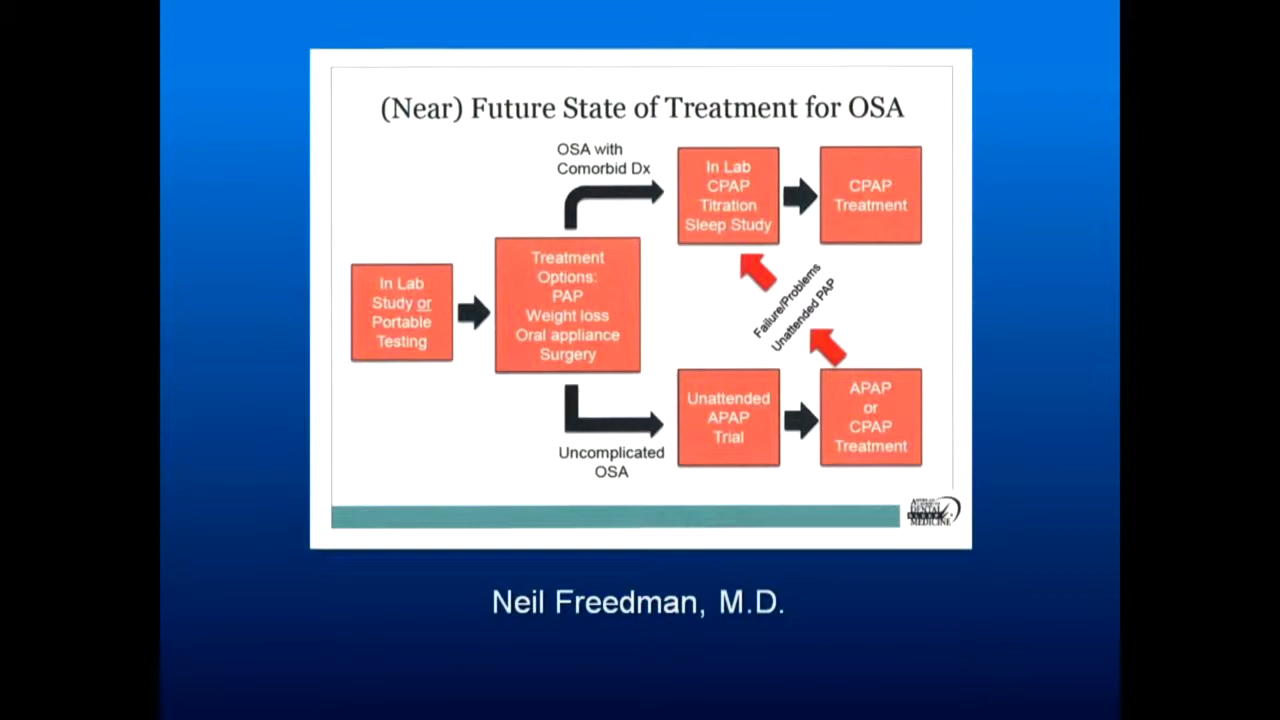 (Near) Future State of Treatment for OSA
OSA with
Comorbid Dx
In Lab
CPAP
Titration
Sleep Study
CPAP
Treatment
In Lab
Study or
Portable
Testing
Treatment
Options:
PAP
Weight loss
Oral appliance
Surgery
Failure/Problems
Unattended PAP
Uncomplicated
OSA
Unattended
APAP
Trial
APAP
or
CPAP
Treatment
DENTAL
MEDICINE
Neil Freedman, M.D.